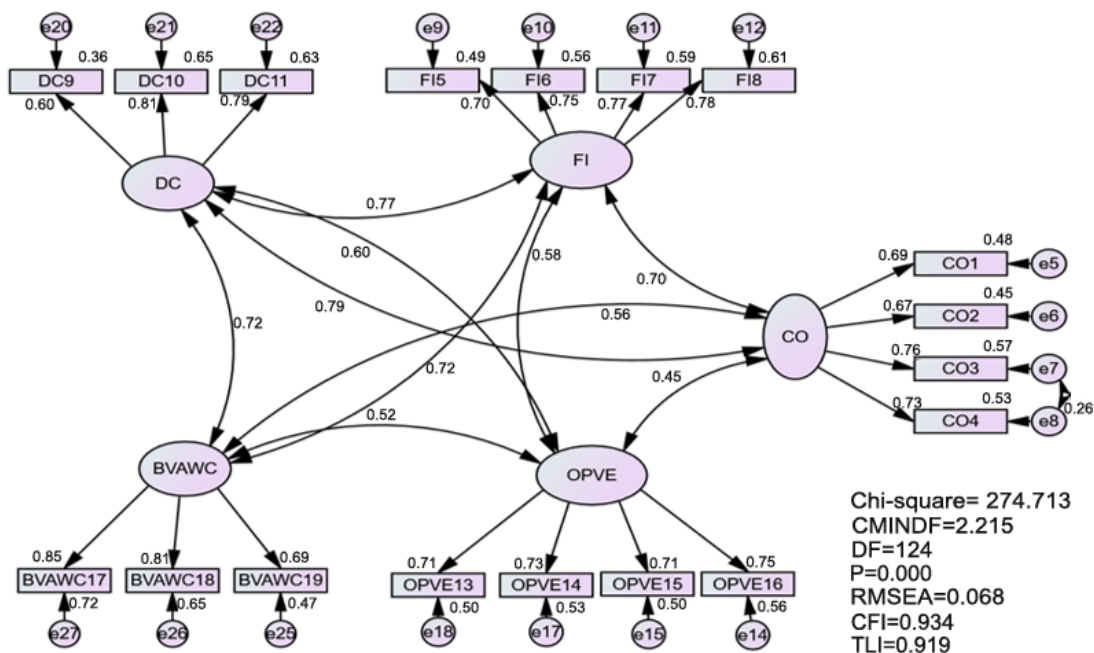 e20 e21 e22 e9 e10 e11 e12
0.36 0.65 0.63 0.49 0.56 0.59 0.61
DC9 DC10 DC11 FI5 FI6 FI7 FI8
0.60 0.81 0.79 0.70 0.75 0.77 0.78
FI
DC
0.77
0.60 0.58
0.48
0.69 CO1 e5
0.70
0.79 0.56
0.45
0.67 CO2 e6
0.72
CO
0.57
0.76 CO3 e7
0.72 0.45
0.53
0.73 CO4 e8 0.26
0.52
BVAWC OPVE
Chi-square= 274.713
CMINDF=2.215
DF=124
P=0.000
RMSEA=0.068
CFI=0.934
TLI=0.919
0.85 0.81 0.69 0.71 0.73 0.71 0.75
BVAWC17 BVAWC18 BVAWC19 OPVE13 OPVE14 OPVE15 OPVE16
0.72 0.65 0.47 0.50 0.53 0.50 0.56
e27 e26 e25 e18 e17 e15 e14